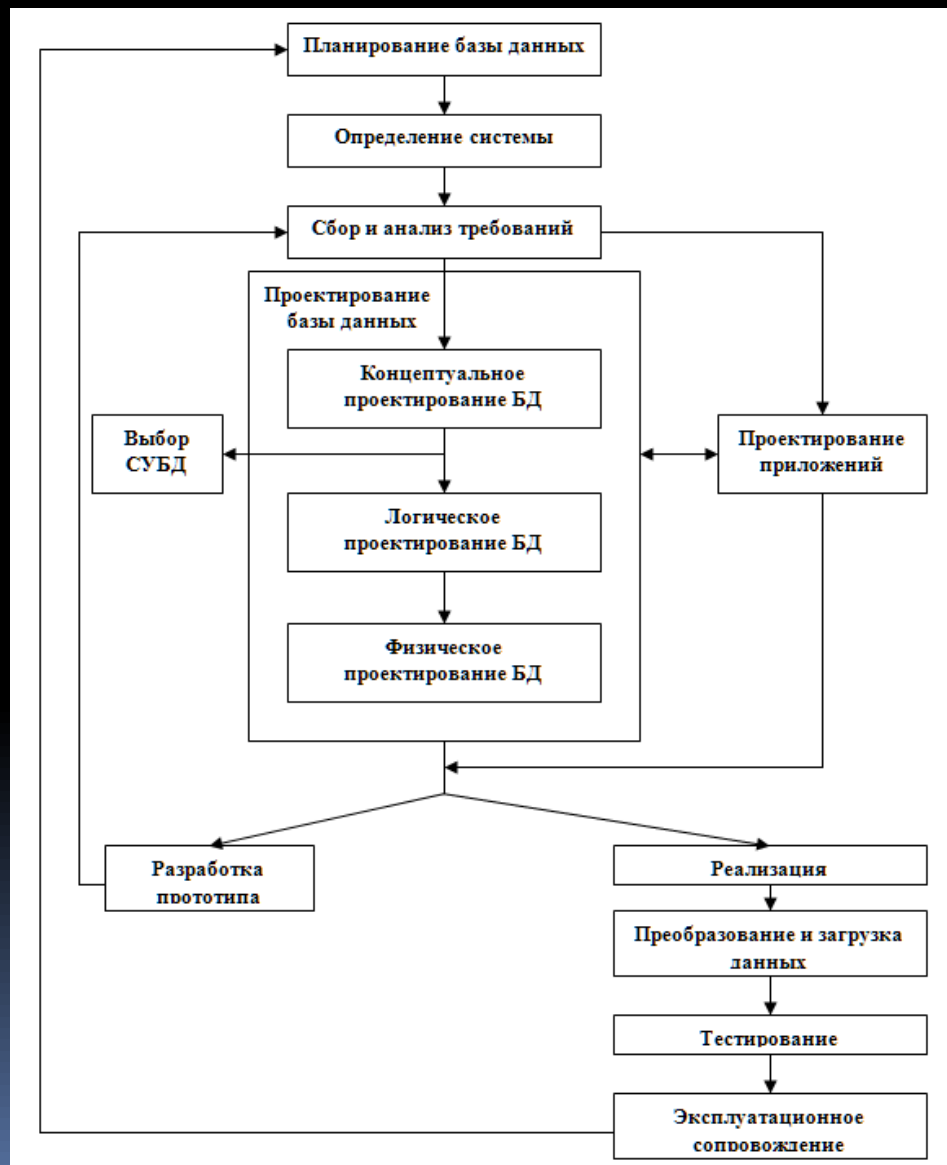 Планирование базы данных
Определение системы
Сбор и анализ требований
Проектирование
базы данных
Концептуальное
проектирование БД
Выбор
СУБД
Проектирование
приложений
Логическое
проектирование БД
Физическое
проектирование БД
Разработка
прототипа
Реализация
Преобразование и загрузка
данных
Тестирование
Эксплуатационное
сопровождение